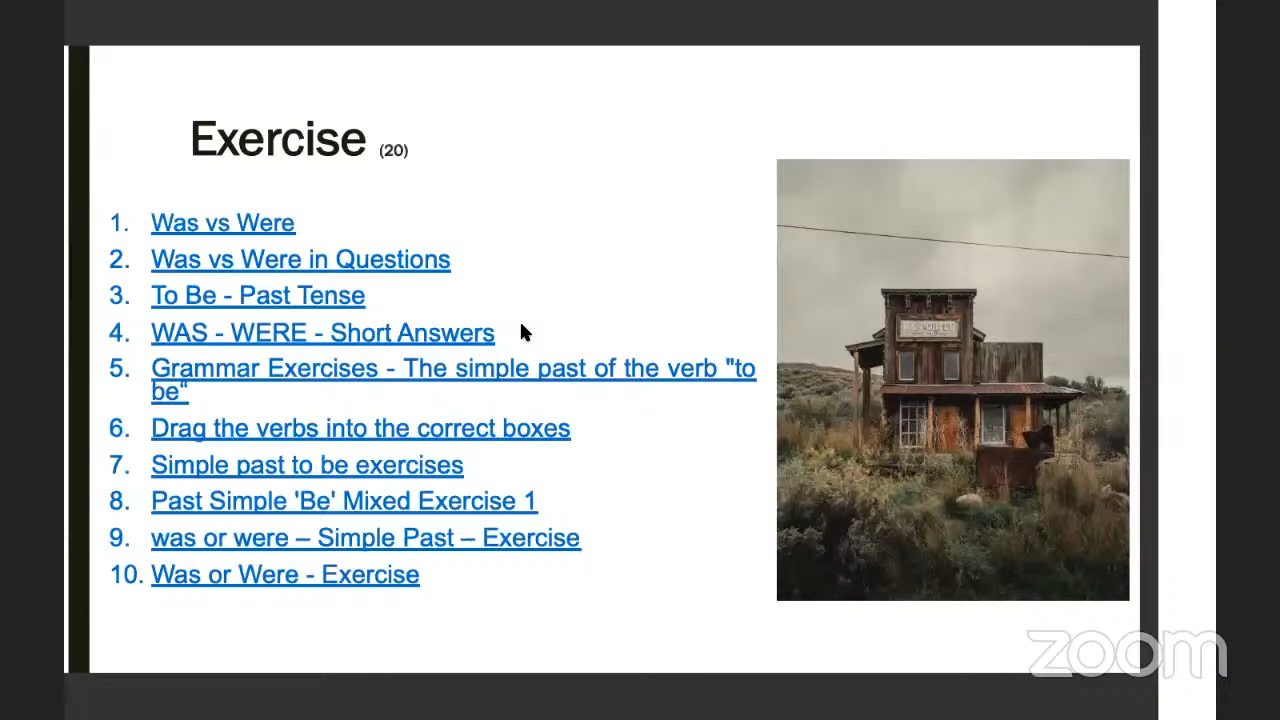 Exercise (20)
1. Was vs Were
2. Was vs Were in Questions
3. To Be - Past Tense
4. WAS - WERE - Short Answers
5. Grammar Exercises - The simple past of the verb "to
be“
6. Drag the verbs into the correct boxes
7. Simple past to be exercises
8. Past Simple 'Be' Mixed Exercise 1
9. was or were – Simple Past – Exercise
10. Was or Were - Exercise
zoom